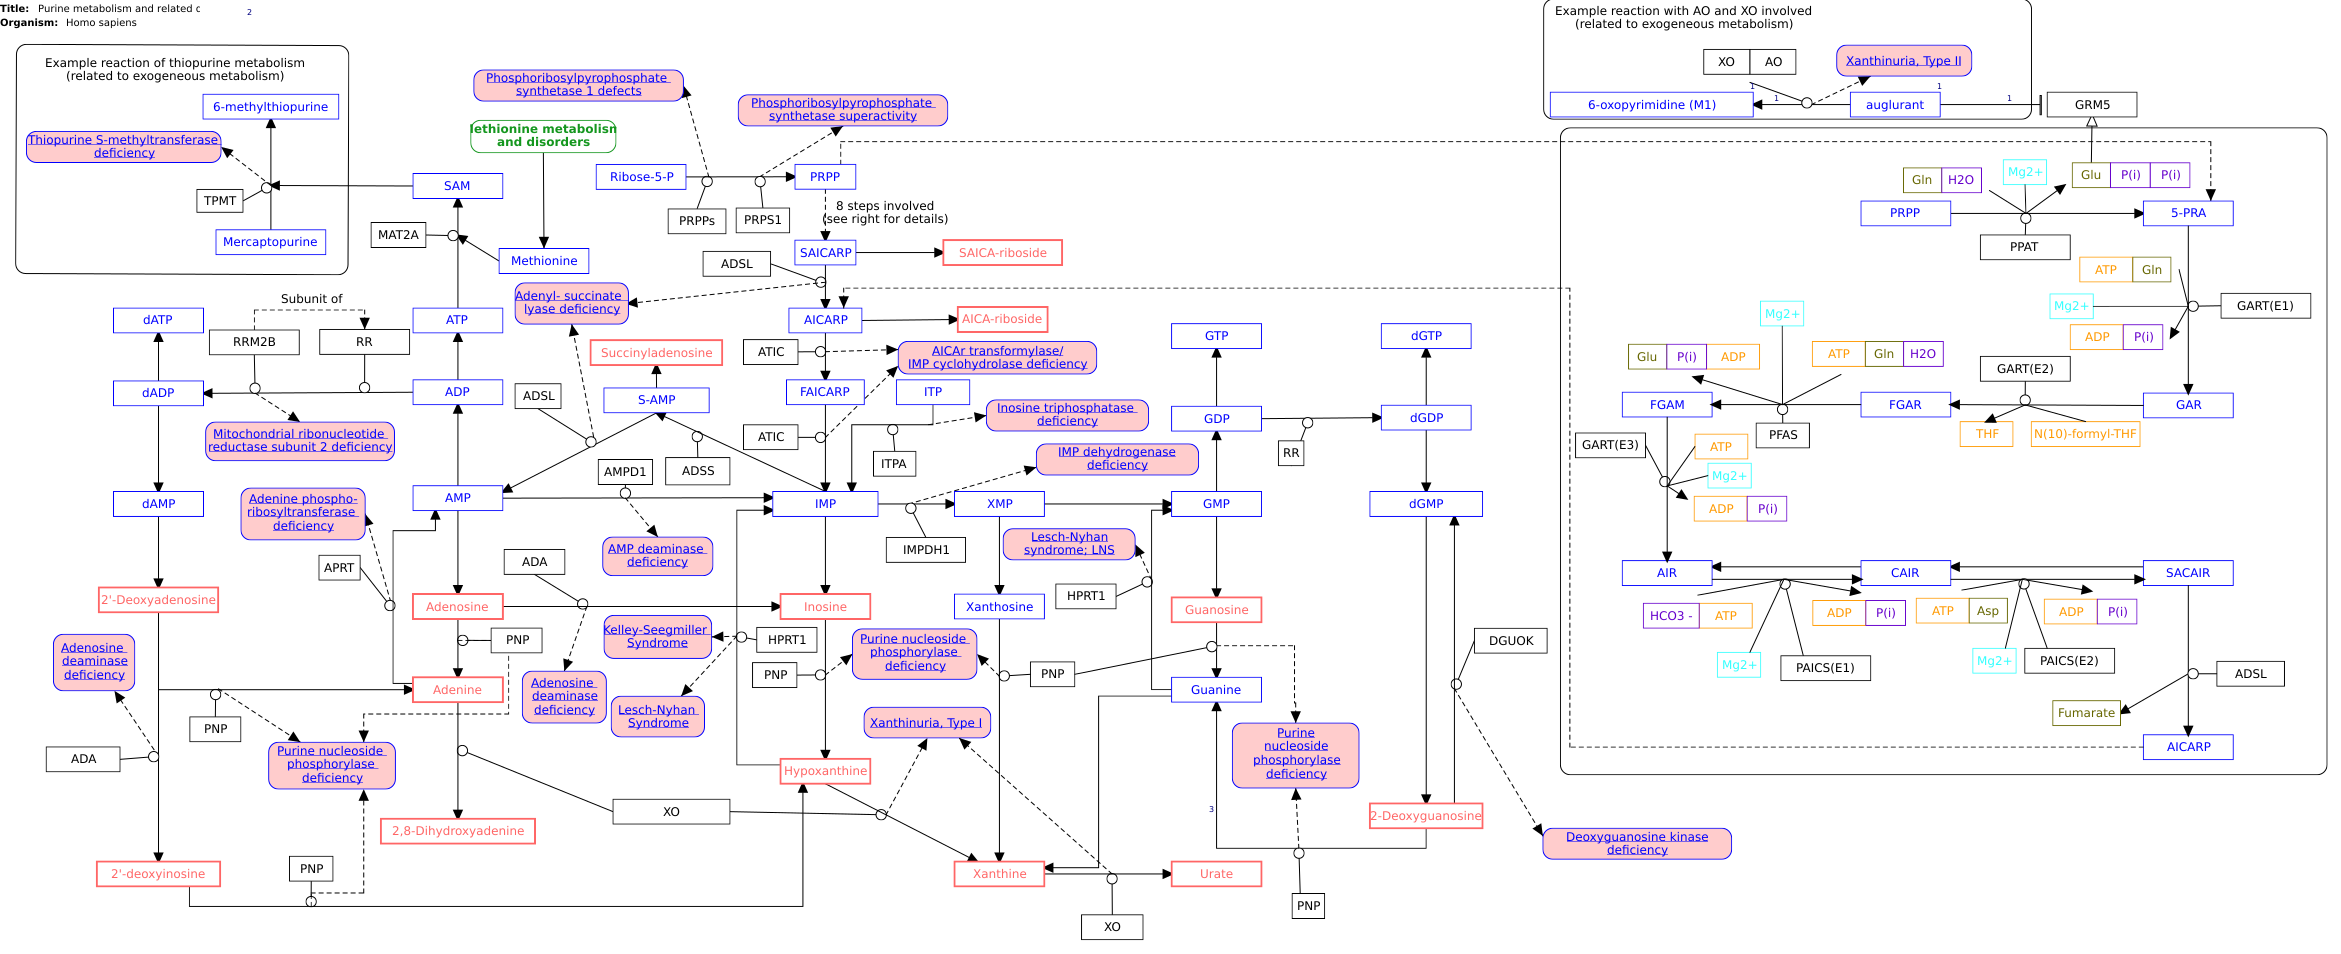 Title: Purine metabolism and related c
2
Organism: Homo sapiens
Example reaction of thiopurine metabolism
(related to exogeneous metabolism)
6-methylthiopurine
Thiopurine S-methyltransferase
deficiency
TPMT
Mercaptopurine
Example reaction with AO and XO involved
(related to exogeneous metabolism)
XO
AO
Xanthinuria, Type II
1
1
1
1
6-oxopyrimidine (M1)
auglurant
GRM5
Phosphoribosylpyrophosphate
synthetase 1 defects
Phosphoribosylpyrophosphate
synthetase superactivity
ethionine metabolism
and disorders
Ribose-5-P
PRPP
PRPPs
PRPS1
8 steps involved
(see right for details)
SAM
MAT2A
Methionine
ADSL
SAICARP
SAICA-riboside
Adenyl- succinate
lyase deficiency
AICARP
AICA-riboside
Subunit of
dATP
RRM2B
RR
ATP
Succinyladenosine
ATIC
AICAr transformylase/
IMP cyclohydrolase deficiency
GTP
dGTP
dADP
ADP
ADSL
S-AMP
FAICARP
ITP
Inosine triphosphatase
deficiency
GDP
dGDP
Mitochondrial ribonucleotide
reductase subunit 2 deficiency
ATIC
ITPA
RR
AMPD1
ADSS
IMP dehydrogenase
deficiency
dAMP
Adenine phospho-
ribosyltransferase
deficiency
AMP
IMP
XMP
GMP
dGMP
AMP deaminase
deficiency
IMPDH1
Lesch-Nyhan
syndrome; LNS
APRT
ADA
HPRT1
2'-Deoxyadenosine
Adenosine
Inosine
Xanthosine
Guanosine
PNP
Kelley-Seegmiller
Syndrome
HPRT1
Purine nucleoside
phosphorylase
deficiency
DGUOK
Adenosine
deaminase
deficiency
PNP
PNP
Adenine
Adenosine
deaminase
deficiency
Lesch-Nyhan
Syndrome
Guanine
PNP
Xanthinuria, Type I
Purine nucleoside
phosphorylase
deficiency
Purine
nucleoside
phosphorylase
deficiency
ADA
Hypoxanthine
XO
3
2-Deoxyguanosine
2,8-Dihydroxyadenine
Deoxyguanosine kinase
deficiency
2'-deoxyinosine
PNP
Xanthine
Urate
PNP
XO
Gln
H2O
Mg2+
Glu
P(i)
P(i)
PRPP
5-PRA
PPAT
ATP
Gln
Mg2+
GART(E1)
ADP
P(i)
Mg2+
Glu
P(i)
ADP
ATP
Gln
H2O
GART(E2)
FGAM
FGAR
GAR
PFAS
THF
N(10)-formyl-THF
GART(E3)
ATP
Mg2+
ADP
P(i)
AIR
CAIR
SACAIR
HCO3 -
ATP
ADP
P(i)
ATP
Asp
ADP
P(i)
Mg2+
PAICS(E1)
Mg2+
PAICS(E2)
ADSL
Fumarate
AICARP